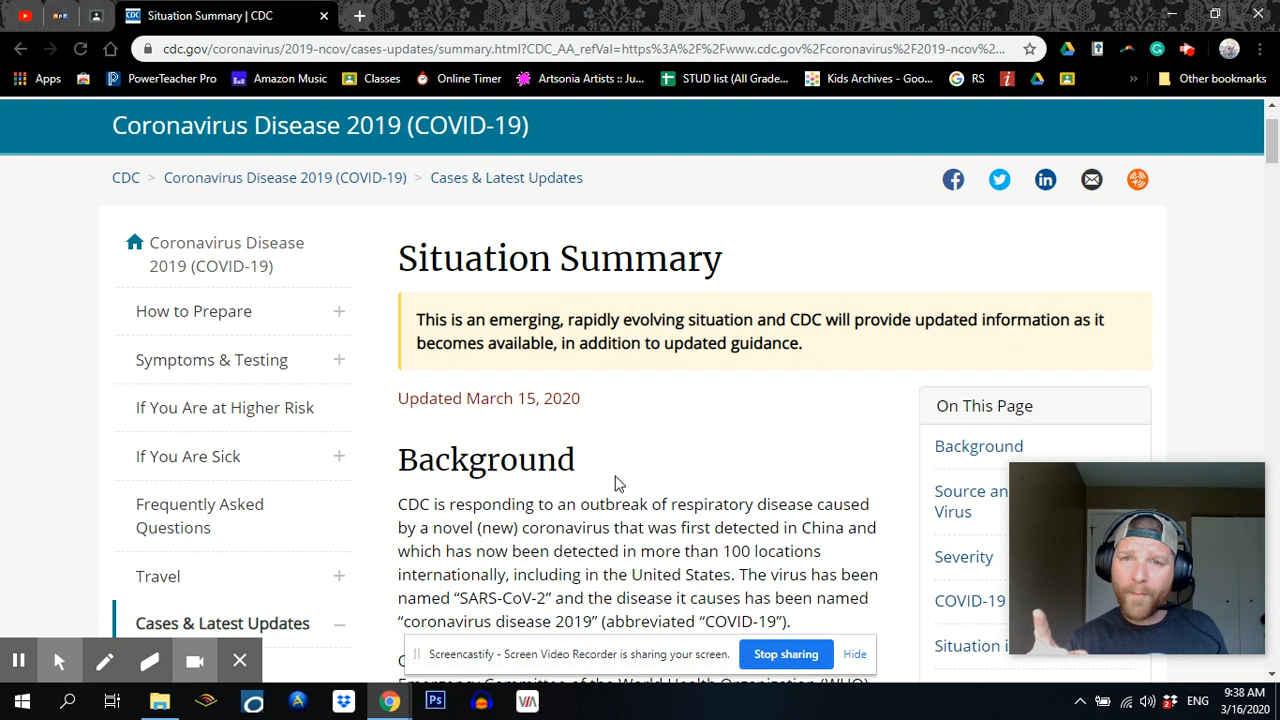 Situation Summary | CDC
cdc.gov/coronavirus/2019-ncov/cases-updates/summary.html?CDC_AA_refVal=https%3A%2F%2Fwww.cdc.gov%2Fcoronavirus%2F2019-ncov%2...
Apps PowerTeacher Pro Amazon Music Classes Online Timer Artsonia Artists :: Ju... STUD list (All Grade... Kids Archives - Goo... RS » Other bookmarks
Coronavirus Disease 2019 (COVID-19)
CDC > Coronavirus Disease 2019 (COVID-19) > Cases & Latest Updates
Coronavirus Disease
2019 (COVID-19)
How to Prepare
Symptoms & Testing
If You Are at Higher Risk
If You Are Sick
Frequently Asked
Questions
Travel
Cases & Latest Updates
Situation Summary
This is an emerging, rapidly evolving situation and CDC will provide updated information as it
becomes available, in addition to updated guidance.
Updated March 15, 2020
Background
CDC is responding to an outbreak of respiratory disease caused
by a novel (new) coronavirus that was first detected in China and
which has now been detected in more than 100 locations
internationally, including in the United States. The virus has been
named “SARS-CoV-2” and the disease it causes has been named
“coronavirus disease 2019” (abbreviated “COVID-19”).
Emergency Committee of the World Health Organization (WHO)
On This Page
Background
Source an
Virus
Severity
COVID-19
Situation i
Screencastify - Screen Video Recorder is sharing your screen. Stop sharing Hide
ENG
9:38 AM
3/16/2020